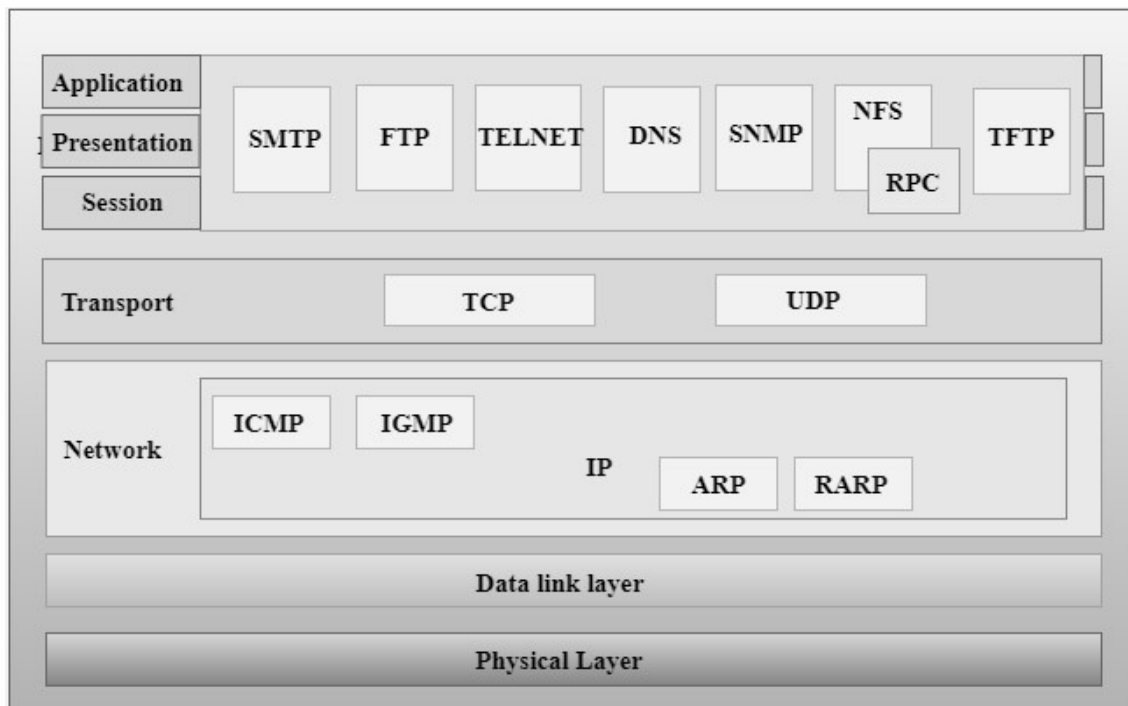 Application
Presentation
Session
SMTP
FTP
TELNET
DNS
SNMP
NFS
RPC
TFTP
Transport
TCP
UDP
Network
ICMP
IGMP
IP
ARP
RARP
Data link layer
Physical Layer